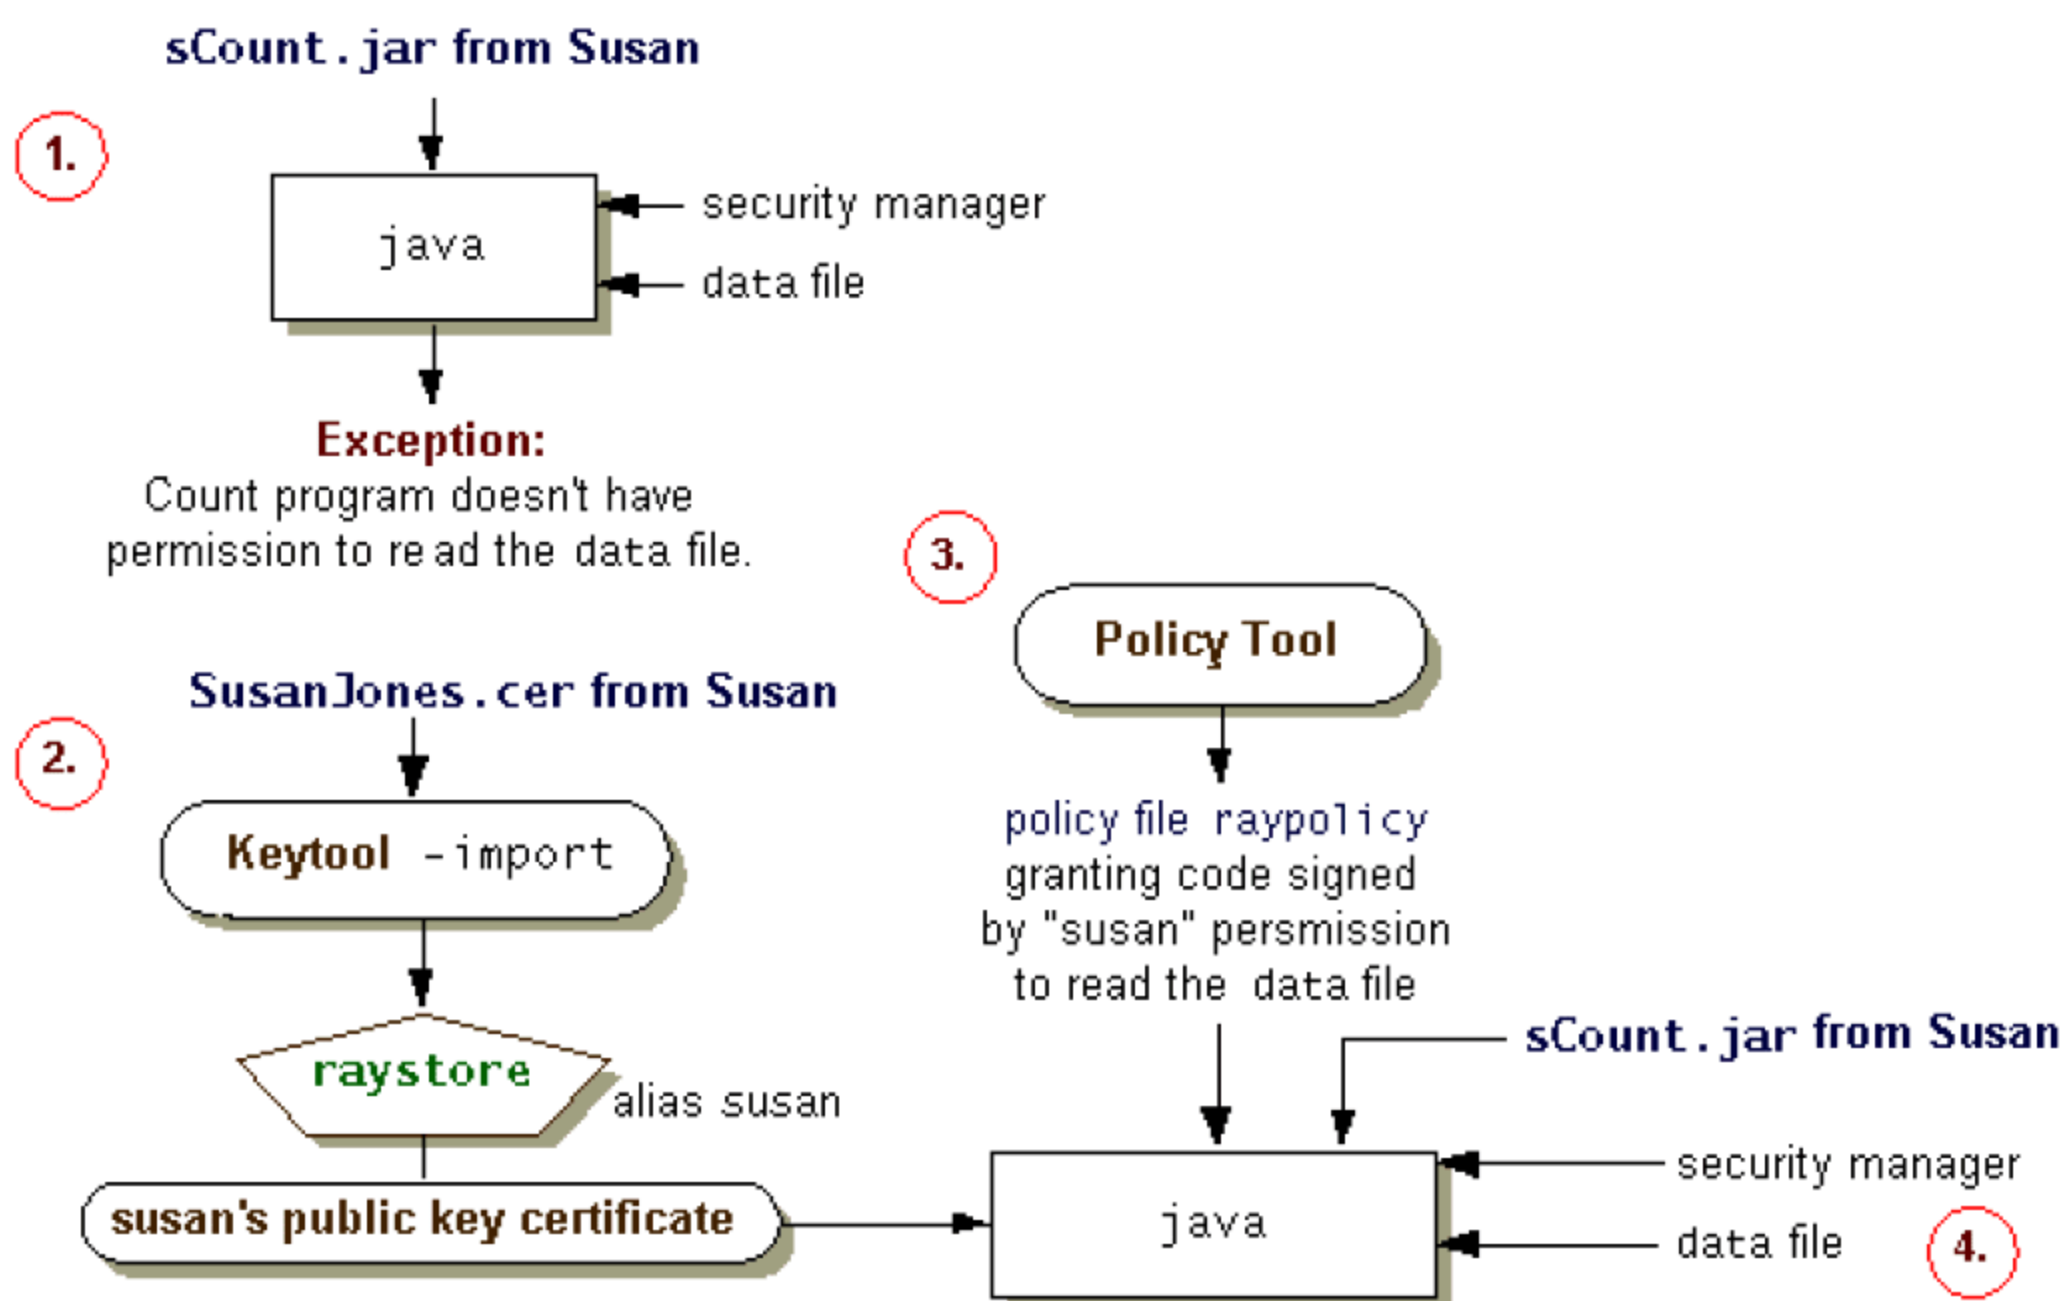 sCount.jar from Susan
1.
java
security manager
data file
Exception:
Count program doesn't have
permission to read the data file.
2.
SusanJones.cer from Susan
Keytool -import
raystore
alias susan
susan's public key certificate
3.
Policy Tool
policy file raypolicy
granting code signed
by "susan" persmission
to read the data file
sCount.jar from Susan
java
security manager
data file
4.